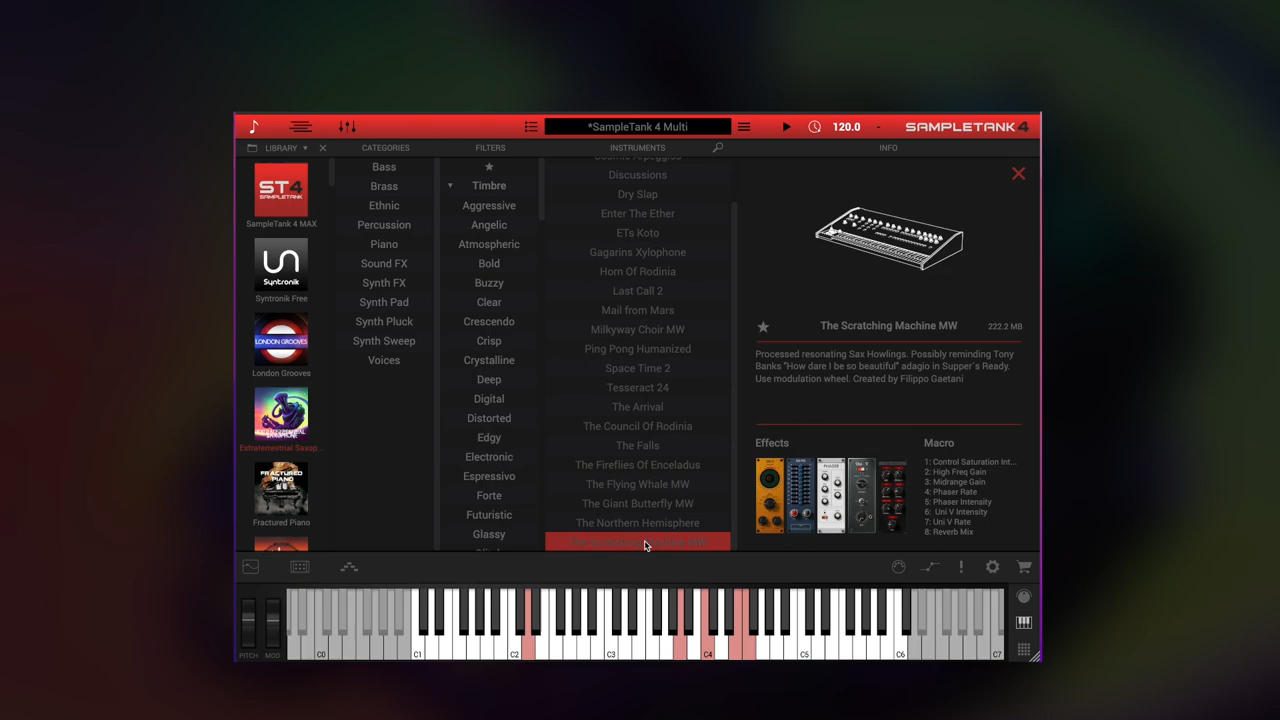 *SampleTank 4 Multi
120.0
-
SAMPLETANK 4
LIBRARY
CATEGORIES
FILTERS
INSTRUMENTS
INFO
ST4
SAMPLETANK
SampleTank 4 MAX
Syntronik
Syntronik Free
LONDON GROOVES
London Grooves
Extraterrestrial Saxop...
FRACTURED
PIANO
Fractured Piano
Bass
Brass
Ethnic
Percussion
Piano
Sound FX
Synth FX
Synth Pad
Synth Pluck
Synth Sweep
Voices
Timbre
Aggressive
Angelic
Atmospheric
Bold
Buzzy
Clear
Crescendo
Crisp
Crystalline
Deep
Digital
Distorted
Edgy
Electronic
Espressivo
Forte
Futuristic
Glassy
Cosmic Arpeggios
Discussions
Dry Slap
Enter The Ether
ETs Koto
Gagarins Xylophone
Horn Of Rodinia
Last Call 2
Mail from Mars
Milkyway Choir MW
Ping Pong Humanized
Space Time 2
Tesseract 24
The Arrival
The Council Of Rodinia
The Falls
The Fireflies Of Enceladus
The Flying Whale MW
The Giant Butterfly MW
The Northern Hemisphere
The Scratching Machine MW
The Scratching Machine MW
222.2 MB
Processed resonating Sax Howlings. Possibly reminding Tony
Banks "How dare I be so beautiful" adagio in Supper´s Ready.
Use modulation wheel. Created by Filippo Gaetani
Effects
PHASER
Macro
1: Control Saturation Int...
2: High Freq Gain
3: Midrange Gain
4: Phaser Rate
5: Phaser Intensity
6: Uni V Intensity
7: Uni V Rate
8: Reverb Mix
PITCH
MOD
C0
C1
C2
C3
C4
C5
C6
C7